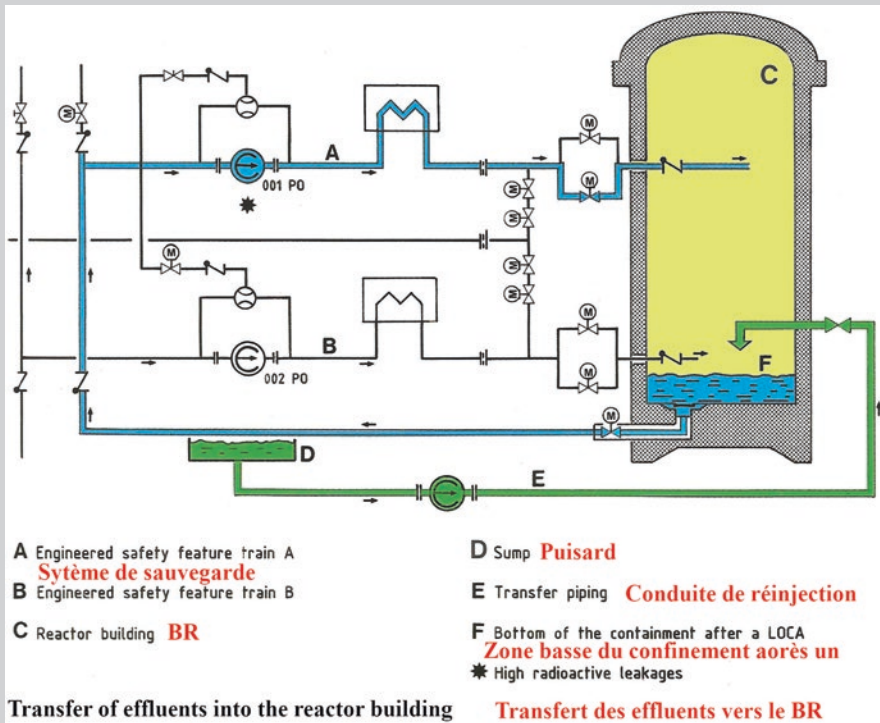 C
M
M
A
001 PO
M
M
M
M
M
M
M
B
002 PO
M
F
M
D
E
A Engineered safety feature train A
Sytème de sauvegarde
B Engineered safety feature train B
C Reactor building BR
D Sump Puisard
E Transfer piping Conduite de réinjection
F Bottom of the containment after a LOCA
Zone basse du confinement aorès un
✸ High radioactive leakages
Transfer of effluents into the reactor building
Transfert des effluents vers le BR